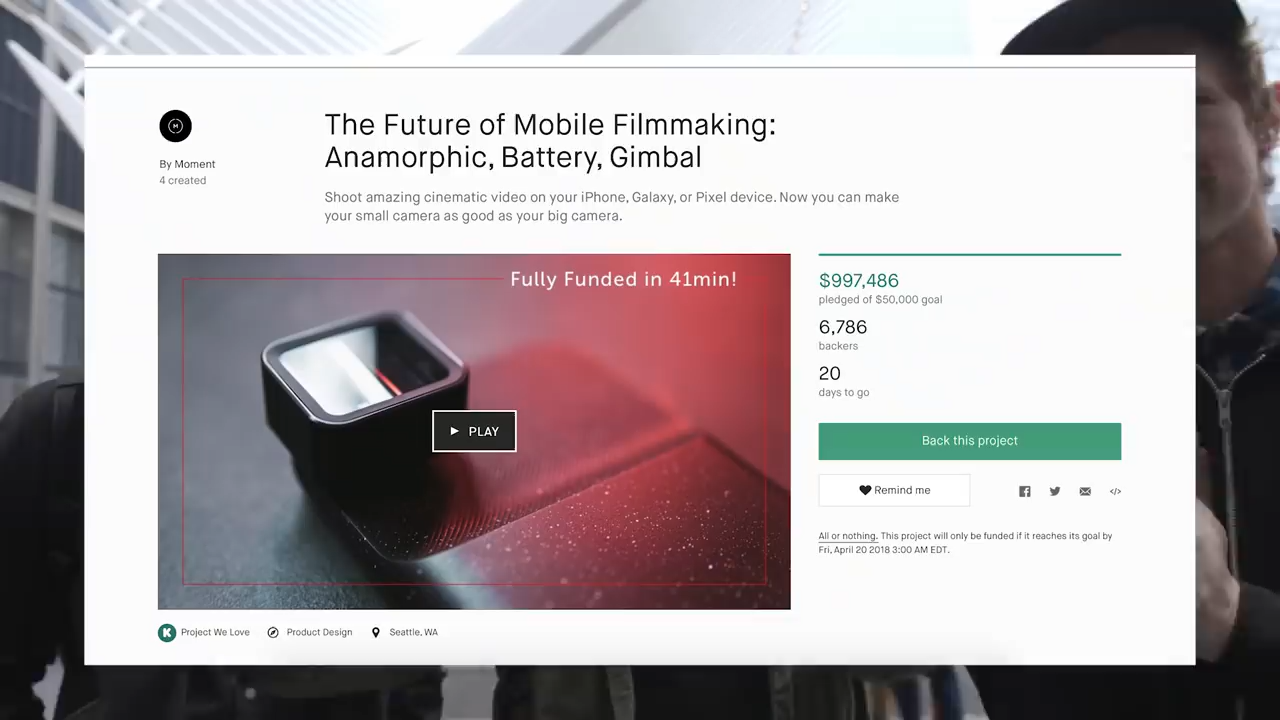 M
By Moment
4 created
The Future of Mobile Filmmaking:
Anamorphic, Battery, Gimbal
Shoot amazing cinematic video on your iPhone, Galaxy, or Pixel device. Now you can make
your small camera as good as your big camera.
Fully Funded in 41min!
PLAY
$997,486
pledged of $50,000 goal
6,786
backers
20
days to go
Back this project
Remind me
</>
All or nothing. This project will only be funded if it reaches its goal by
Fri, April 20 2018 3:00 AM EDT.
K Project We Love
Product Design
Seattle, WA